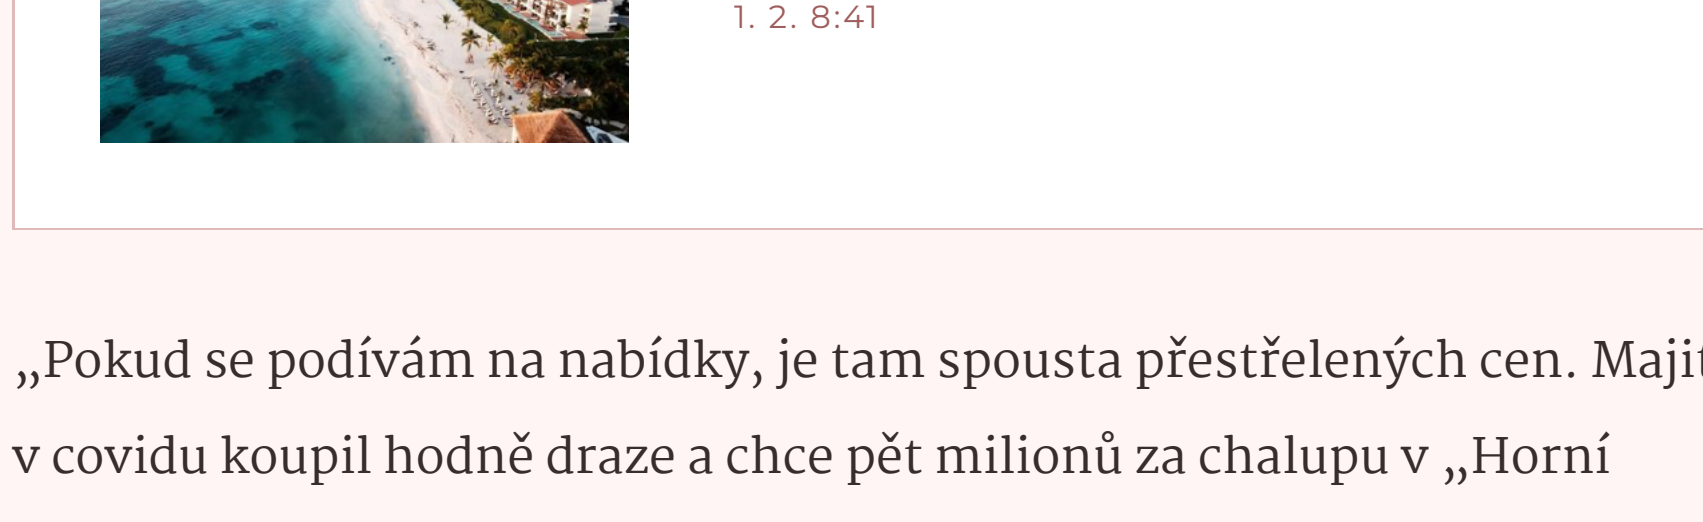 1. 2. 8:41
„Pokud se podívám na nabídky, je tam spousta přestřelených cen.
v covidu koupil hodně draze a chce pět milionů za chalupu v „Horní